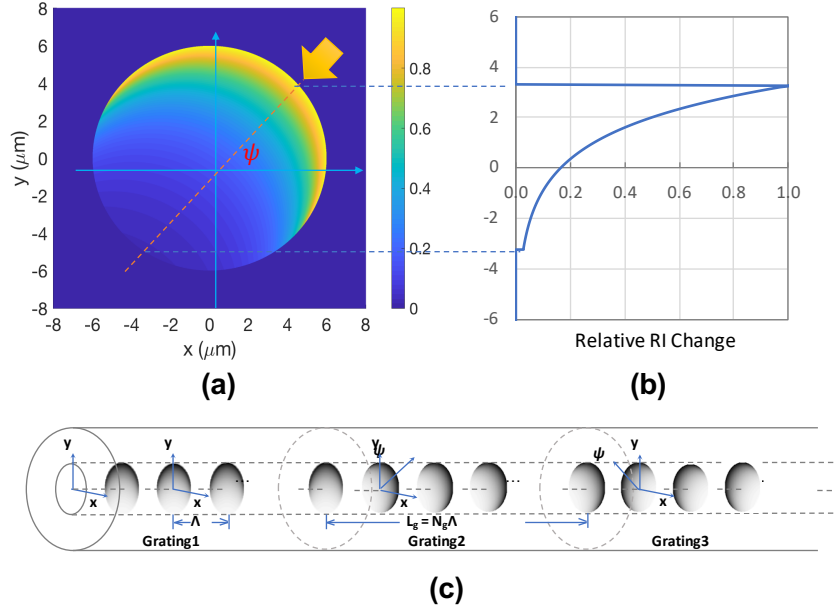 8
6
4
2
0
-2
-4
-6
-8
y (μm)
-8 -6 -4 -2 0 2 4 6 8
x (μm)
ψ
0.8
0.6
0.4
0.2
0
(a)
6
4
2
0
-2
-4
-6
0.0 0.2 0.4 0.6 0.8 1.0
Relative RI Change
(b)
y y y ψ ψ y
x x x x
... ... .
Λ
Lg = NgΛ
Grating1 Grating2 Grating3
(c)